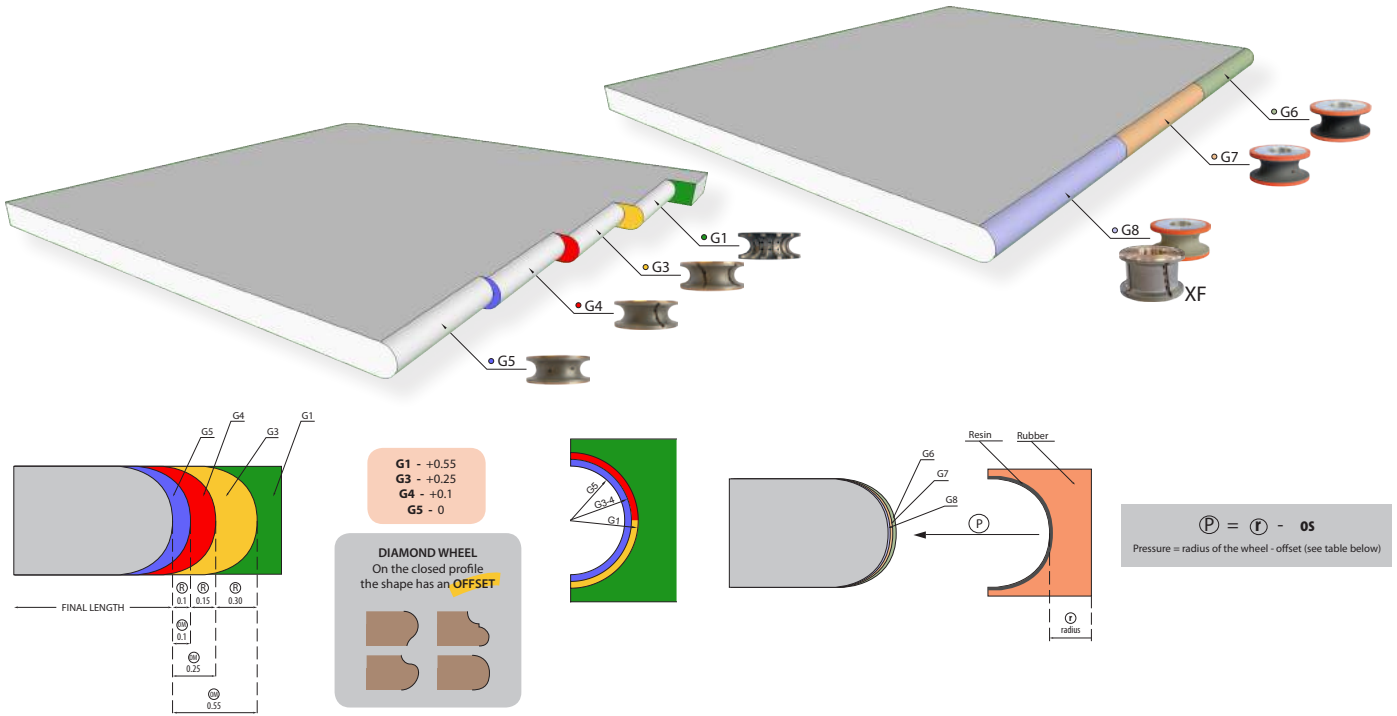 G6
G7
G8
XF
G1
G3
G4
G5
G5
G4
G3
G1
R
0.1
R
0.15
R
0.30
FINAL LENGTH
DM
0.1
DM
0.25
DM
0.55
G1 - +0.55
G3 - +0.25
G4 - +0.1
G5 - 0
DIAMOND WHEEL
On the closed profile
the shape has an OFFSET
G5
G3-4
G1
G6
G7
G8
P
Resin
Rubber
r
radius
P = r - os
Pressure = radius of the wheel - offset (see table below)